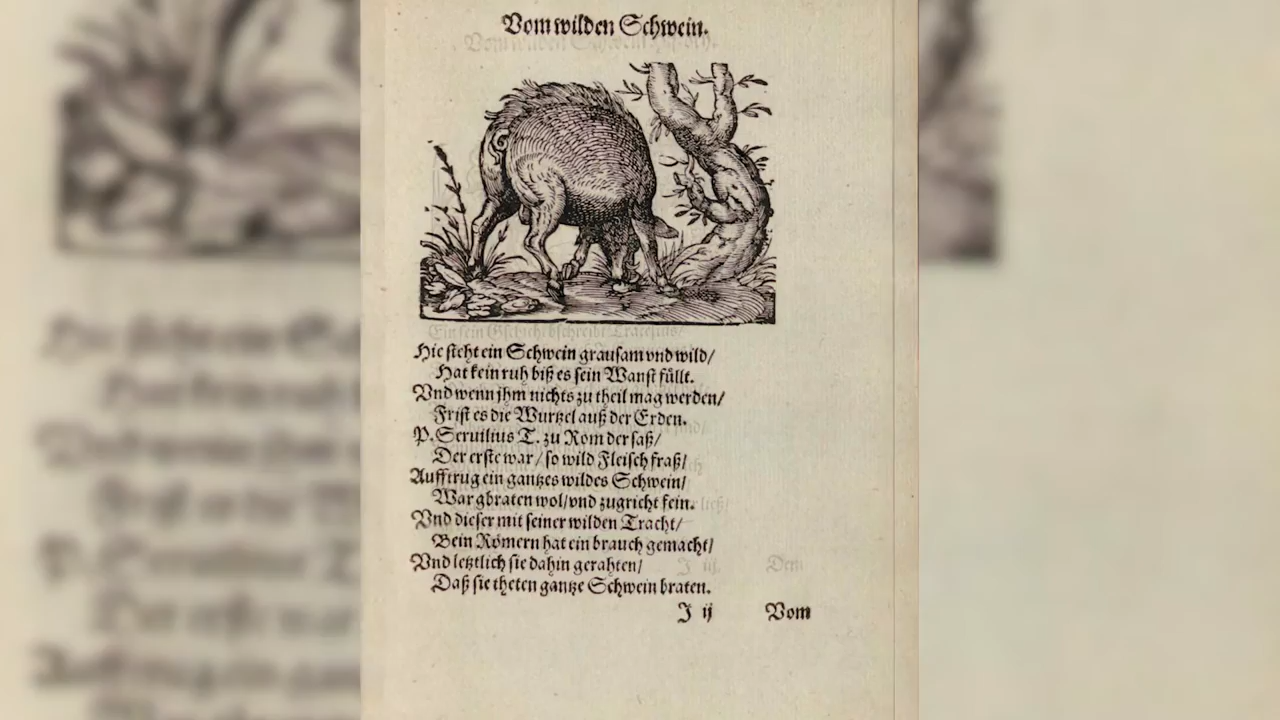 Vom wilden Schwein.
Hie steht ein Schwein grausam vnd wild/
Hat kein ruh biß es sein Wanst füllt.
Vnd wenn jhm nichts zu theil mag werden/
Frist es die Wurtzel auß der Erden.
P. Seruilius T. zu Rom der saß/
Der erste war/ so wild Fleisch fraß/
Aufftrug ein gantzes wildes Schwein/
War gbraten wol/ vnd zugricht fein.
Vnd dieser mit seiner wilden Tracht/
Bein Römern hat ein brauch gemacht/
Vnd letztlich sie dahin gerahten/
Daß sie theten gantze Schwein braten.
J ij Vom